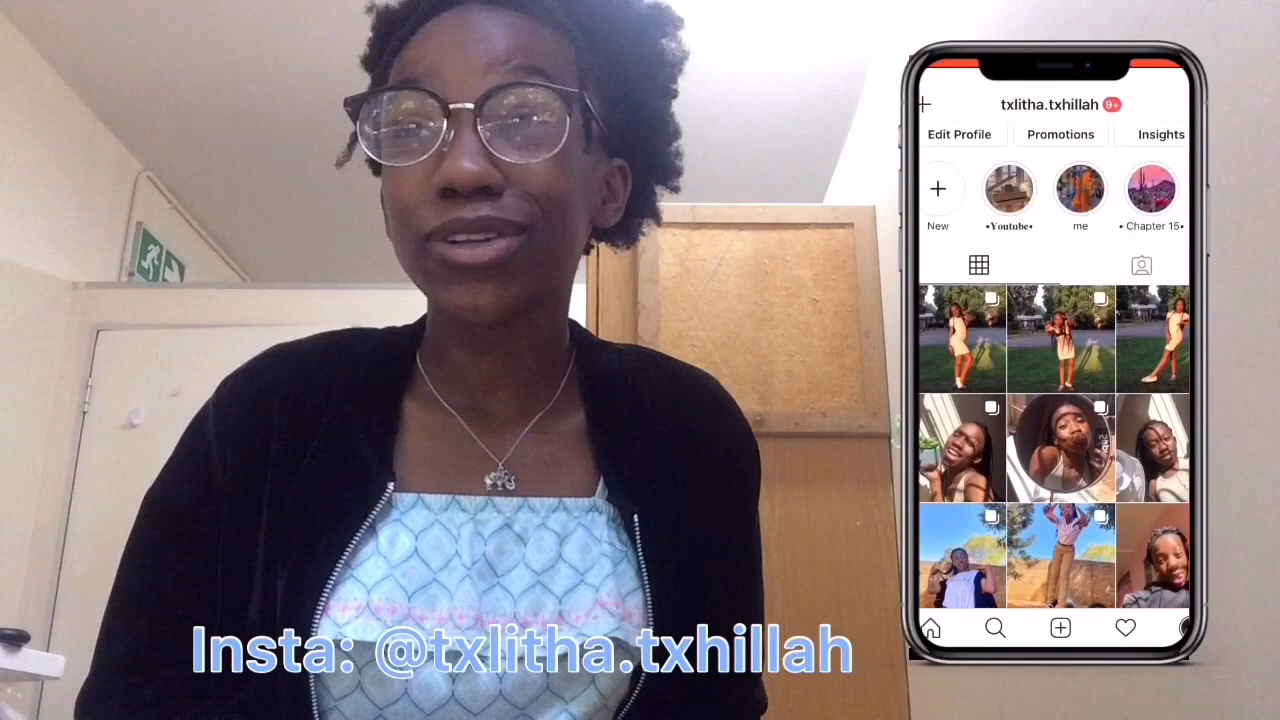 txlitha.txhillah 9+
Edit Profile Promotions Insights
New •Youtube• me • Chapter 15•
Insta: @txlitha.txhillah